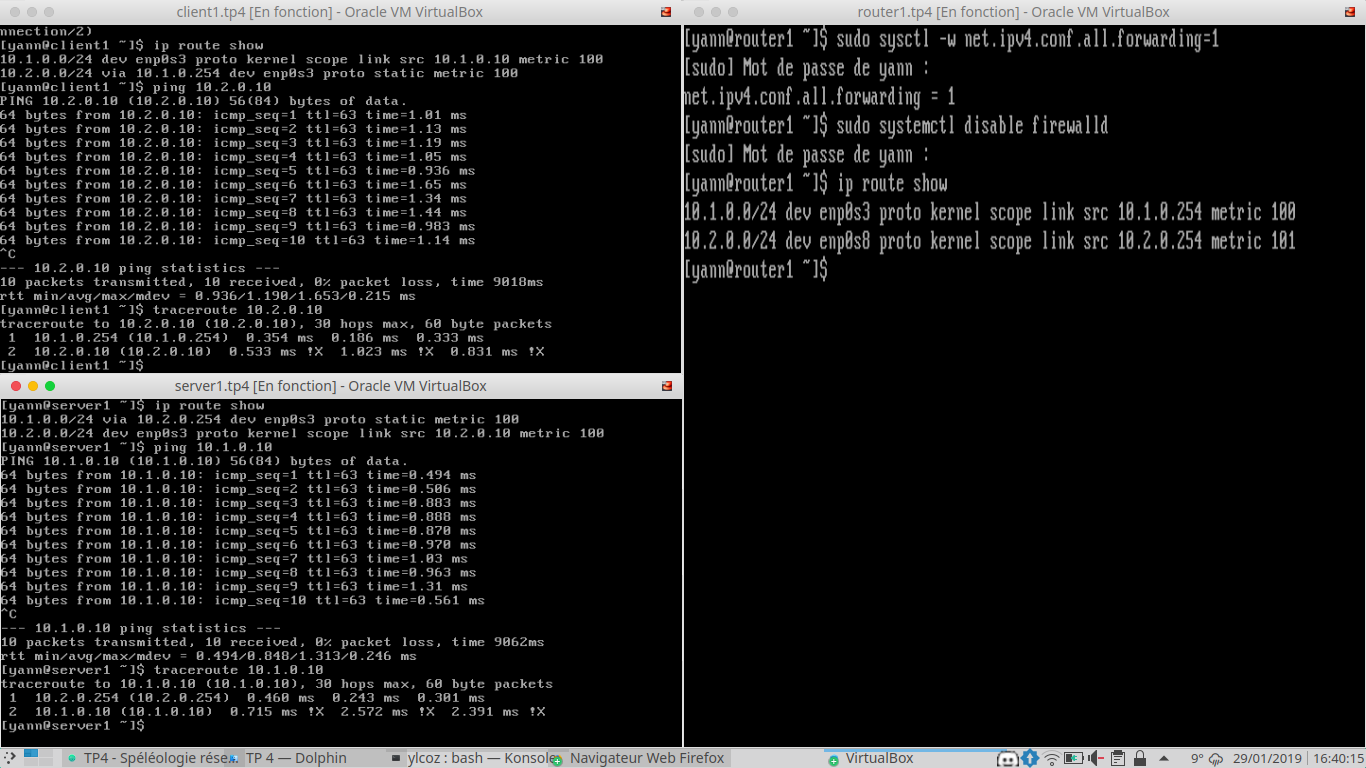 client1.tp4 [En fonction] - Oracle VM VirtualBox
nnection/2)
[yann@client1 ~]$ ip route show
10.1.0.0/24 dev enp0s3 proto kernel scope link src 10.1.0.10 metric 100
10.2.0.0/24 via 10.1.0.254 dev enp0s3 proto static metric 100
[yann@client1 ~]$ ping 10.2.0.10
PING 10.2.0.10 (10.2.0.10) 56(84) bytes of data.
64 bytes from 10.2.0.10: icmp_seq=1 ttl=63 time=1.01 ms
64 bytes from 10.2.0.10: icmp_seq=2 ttl=63 time=1.13 ms
64 bytes from 10.2.0.10: icmp_seq=3 ttl=63 time=1.19 ms
64 bytes from 10.2.0.10: icmp_seq=4 ttl=63 time=1.05 ms
64 bytes from 10.2.0.10: icmp_seq=5 ttl=63 time=0.936 ms
64 bytes from 10.2.0.10: icmp_seq=6 ttl=63 time=1.65 ms
64 bytes from 10.2.0.10: icmp_seq=7 ttl=63 time=1.34 ms
64 bytes from 10.2.0.10: icmp_seq=8 ttl=63 time=1.44 ms
64 bytes from 10.2.0.10: icmp_seq=9 ttl=63 time=0.983 ms
64 bytes from 10.2.0.10: icmp_seq=10 ttl=63 time=1.14 ms
^C
--- 10.2.0.10 ping statistics ---
10 packets transmitted, 10 received, 0% packet loss, time 9018ms
rtt min/avg/max/mdev = 0.936/1.190/1.653/0.215 ms
[yann@client1 ~]$ traceroute 10.2.0.10
traceroute to 10.2.0.10 (10.2.0.10), 30 hops max, 60 byte packets
1 10.1.0.254 (10.1.0.254) 0.354 ms 0.186 ms 0.333 ms
2 10.2.0.10 (10.2.0.10) 0.533 ms !X 1.023 ms !X 0.831 ms !X
[yann@client1 ~]$
server1.tp4 [En fonction] - Oracle VM VirtualBox
[yann@server1 ~]$ ip route show
10.1.0.0/24 via 10.2.0.254 dev enp0s3 proto static metric 100
10.2.0.0/24 dev enp0s3 proto kernel scope link src 10.2.0.10 metric 100
[yann@server1 ~]$ ping 10.1.0.10
PING 10.1.0.10 (10.1.0.10) 56(84) bytes of data.
64 bytes from 10.1.0.10: icmp_seq=1 ttl=63 time=0.494 ms
64 bytes from 10.1.0.10: icmp_seq=2 ttl=63 time=0.506 ms
64 bytes from 10.1.0.10: icmp_seq=3 ttl=63 time=0.883 ms
64 bytes from 10.1.0.10: icmp_seq=4 ttl=63 time=0.888 ms
64 bytes from 10.1.0.10: icmp_seq=5 ttl=63 time=0.870 ms
64 bytes from 10.1.0.10: icmp_seq=6 ttl=63 time=0.970 ms
64 bytes from 10.1.0.10: icmp_seq=7 ttl=63 time=1.03 ms
64 bytes from 10.1.0.10: icmp_seq=8 ttl=63 time=0.963 ms
64 bytes from 10.1.0.10: icmp_seq=9 ttl=63 time=1.31 ms
64 bytes from 10.1.0.10: icmp_seq=10 ttl=63 time=0.561 ms
^C
--- 10.1.0.10 ping statistics ---
10 packets transmitted, 10 received, 0% packet loss, time 9062ms
rtt min/avg/max/mdev = 0.494/0.848/1.313/0.246 ms
[yann@server1 ~]$ traceroute 10.1.0.10
traceroute to 10.1.0.10 (10.1.0.10), 30 hops max, 60 byte packets
1 10.2.0.254 (10.2.0.254) 0.460 ms 0.243 ms 0.301 ms
2 10.1.0.10 (10.1.0.10) 0.715 ms !X 2.572 ms !X 2.391 ms !X
[yann@server1 ~]$
router1.tp4 [En fonction] - Oracle VM VirtualBox
[yann@router1 ~]$ sudo sysctl -w net.ipv4.conf.all.forwarding=1
[sudo] Mot de passe de yann :
net.ipv4.conf.all.forwarding = 1
[yann@router1 ~]$ sudo systemctl disable firewalld
[sudo] Mot de passe de yann :
[yann@router1 ~]$ ip route show
10.1.0.0/24 dev enp0s3 proto kernel scope link src 10.1.0.254 metric 100
10.2.0.0/24 dev enp0s8 proto kernel scope link src 10.2.0.254 metric 101
[yann@router1 ~]$
TP4 - Spéléologie rése... TP 4 — Dolphin ylcoz : bash — Konsole Navigateur Web Firefox VirtualBox 9° 29/01/2019 16:40:15